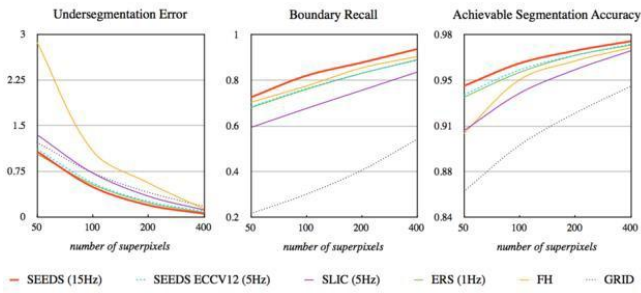 Undersegmentation Error
Boundary Recall
Achievable Segmentation Accuracy
3
2.25
1.5
0.75
0
50
100
200
400
number of superpixels
1
0.8
0.6
0.4
0.2
50
100
200
400
number of superpixels
0.98
0.95
0.91
0.88
0.84
50
100
200
400
number of superpixels
SEEDS (15Hz)
SEEDS ECCV12 (5Hz)
SLIC (5Hz)
ERS (1Hz)
FH
GRID